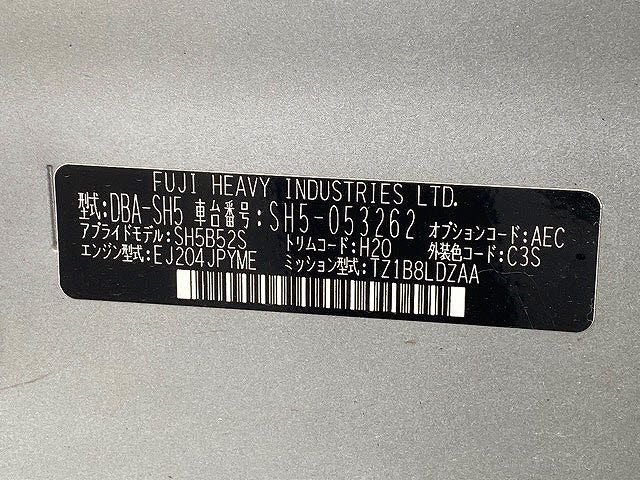 FUJI HEAVY INDUSTRIES LTD.
型式:DBA-SH5 車台番号:SH5-053262 オプションコード:AEC
アプライドモデル:SH5B52S トリムコード:H20 外装色コード:C3S
エンジン型式:EJ204JPYME ミッション型式:TZ1B8LDZAA